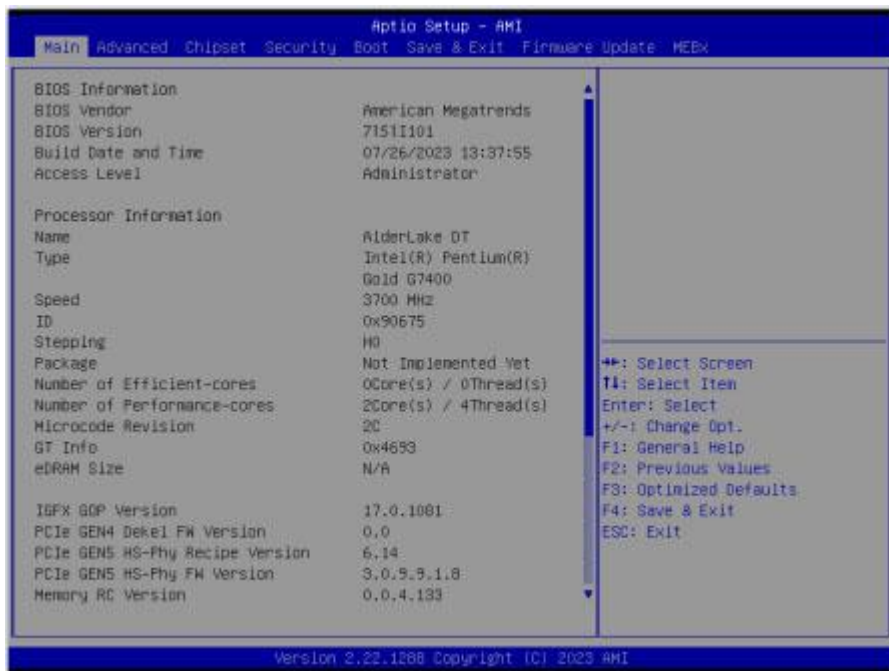 Aptio Setup - AMI
Main Advanced Chipset Security Boot Save & Exit Firmware Update MEBx
BIOS Information
BIOS Vendor American Megatrends
BIOS Version 7151I101
Build Date and Time 07/26/2023 13:37:55
Access Level Administrator
Processor Information
Name AlderLake DT
Type Intel(R) Pentium(R)
Gold G7400
Speed 3700 MHz
ID 0x90675
Stepping H0
Package Not Implemented Yet
Number of Efficient-cores 0Core(s) / 0Thread(s)
Number of Performance-cores 2Core(s) / 4Thread(s)
Microcode Revision 2C
GT Info 0x4693
eDRAM Size N/A
IGFX GOP Version 17.0.1081
PCIe GEN4 Dekel FW Version 0.0
PCIe GEN5 HS-Phy Recipe Version 6.14
PCIe GEN5 HS-Phy FW Version 3.0.9.9.1.8
Memory RC Version 0.0.4.133
→←: Select Screen
↑↓: Select Item
Enter: Select
+/-: Change Opt.
F1: General Help
F2: Previous Values
F3: Optimized Defaults
F4: Save & Exit
ESC: Exit
Version 2.22.1288 Copyright (C) 2023 AMI